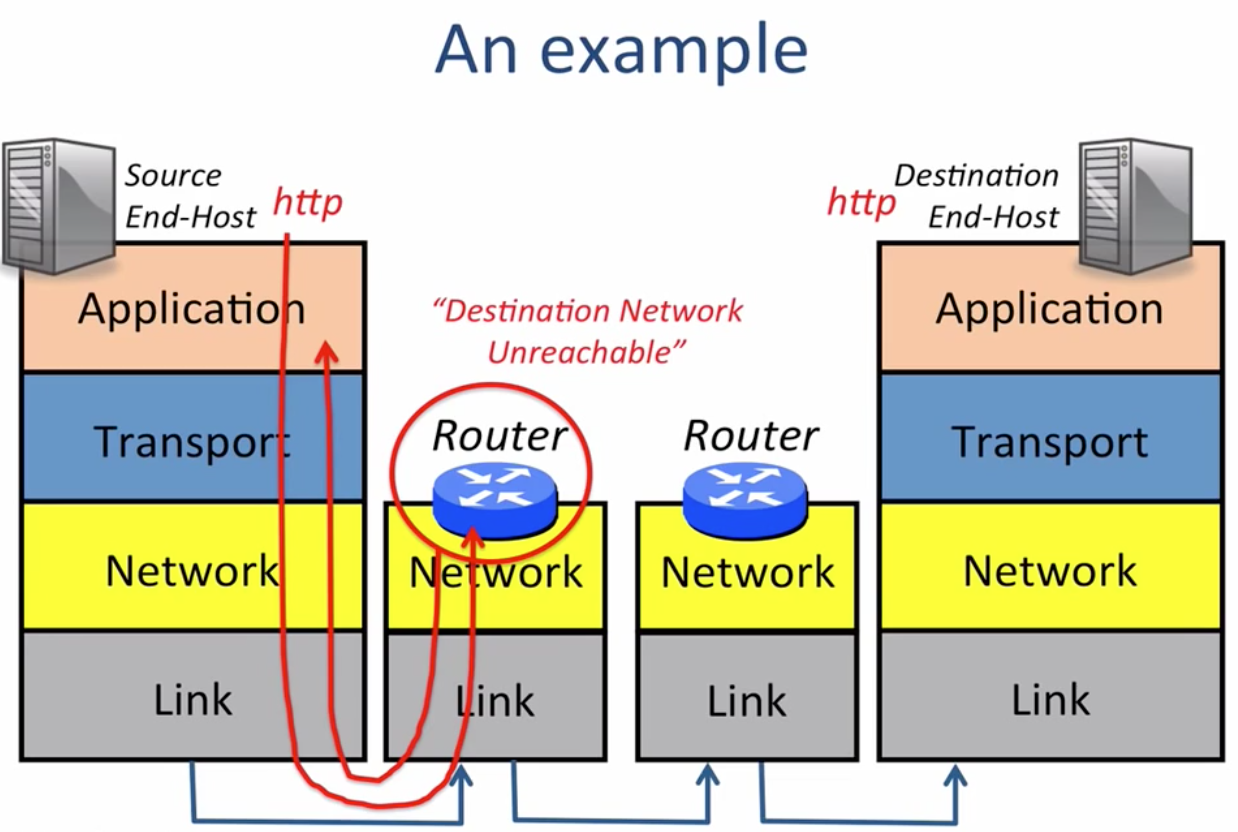 An example
Source
End-Host
http
http
Destination
End-Host
Application
"Destination Network
Unreachable"
Application
Transport
Router
Router
Transport
Network
Network
Network
Network
Link
Link
Link
Link